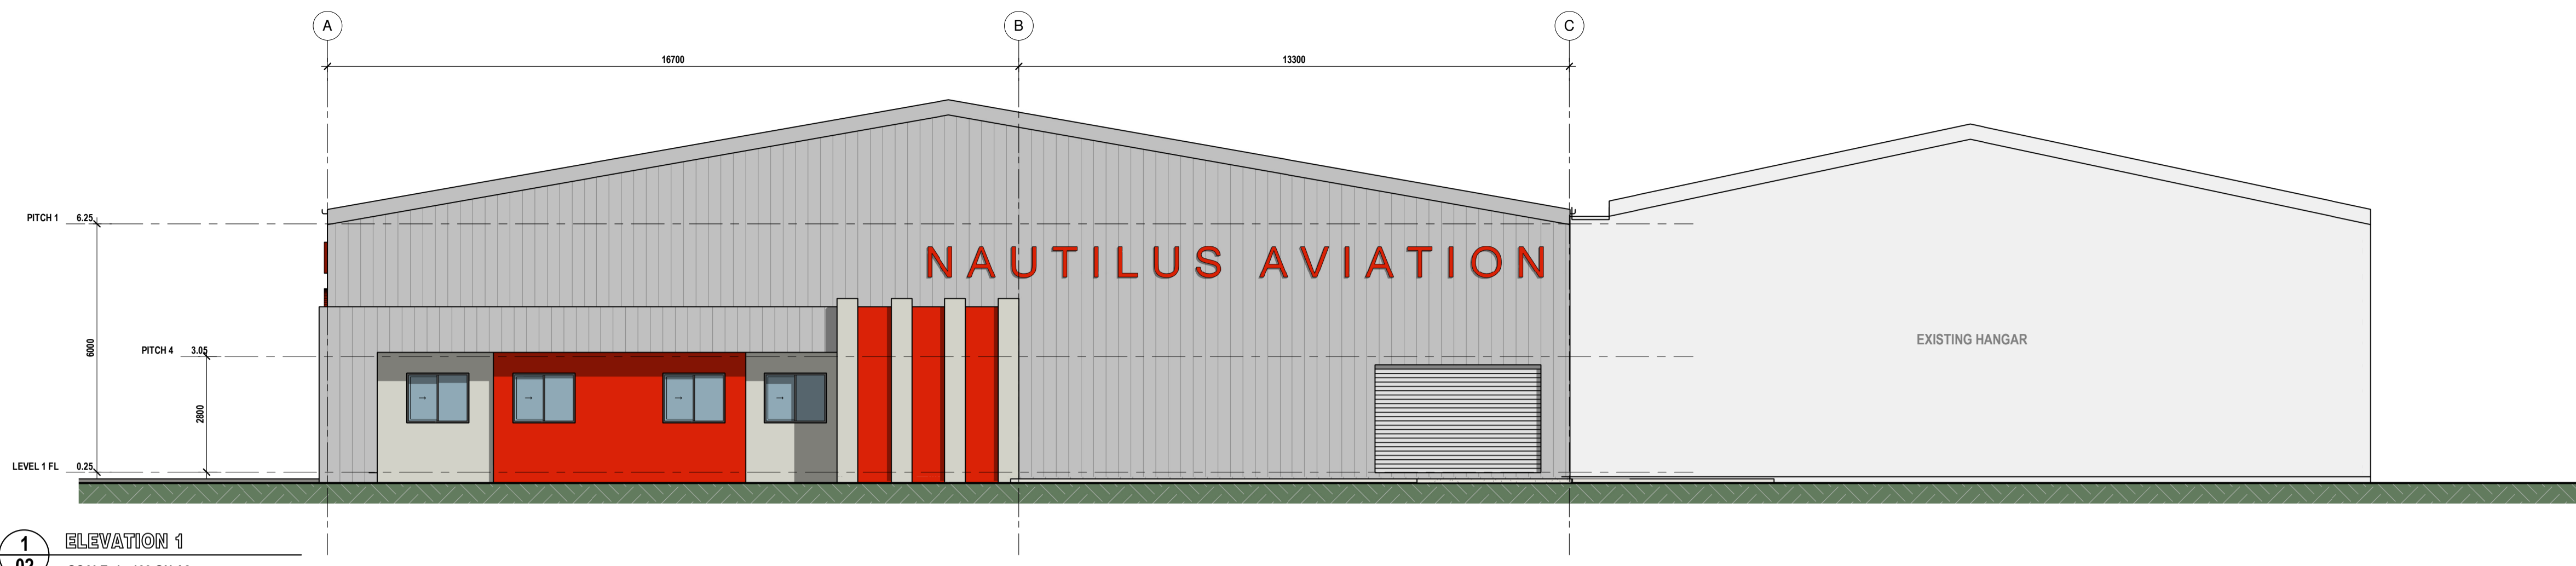 A B C
16700 13300
PITCH 1 6.25
NAUTILUS AVIATION
6000
PITCH 4 3.05
EXISTING HANGAR
2800
LEVEL 1 FL 0.25
1 ELEVATION 1
02